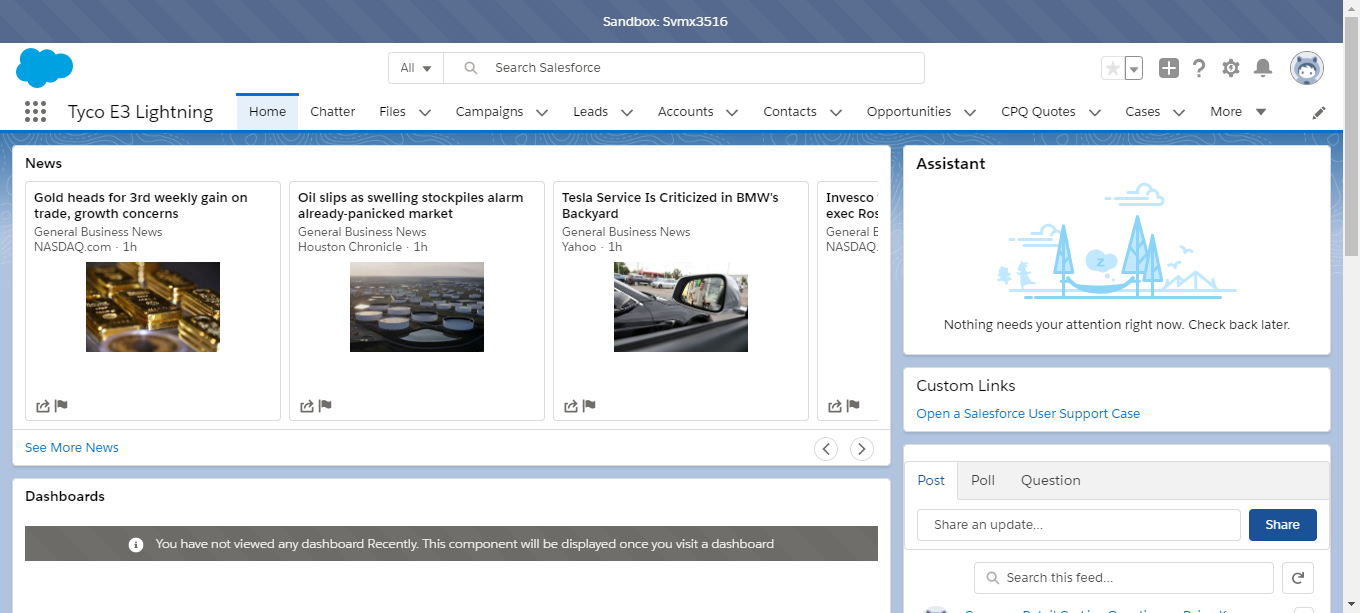 Sandbox: Svmx3516
All
Search Salesforce
Tyco E3 Lightning
Home
Chatter
Files
Campaigns
Leads
Accounts
Contacts
Opportunities
CPQ Quotes
Cases
More
News
Gold heads for 3rd weekly gain on
trade, growth concerns
General Business News
NASDAQ.com · 1h
Oil slips as swelling stockpiles alarm
already-panicked market
General Business News
Houston Chronicle · 1h
Tesla Service Is Criticized in BMW's
Backyard
General Business News
Yahoo · 1h
Invesco
exec Ros
General B
NASDAQ.
See More News
Dashboards
You have not viewed any dashboard Recently. This component will be displayed once you visit a dashboard
Assistant
z
Nothing needs your attention right now. Check back later.
Custom Links
Open a Salesforce User Support Case
Post
Poll
Question
Share an update...
Share
Search this feed...